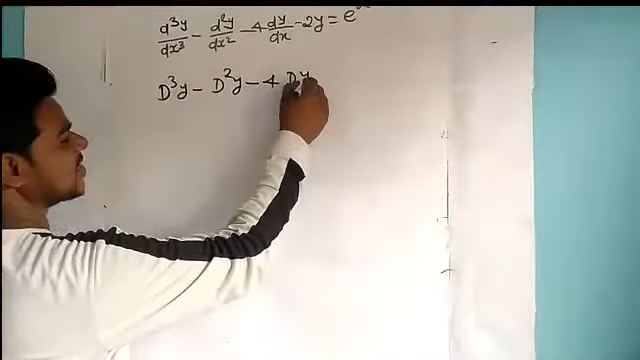 d³y/dx³ - d²y/dx² - 4 dy/dx - 2y = e
D³y - D²y - 4 Dy